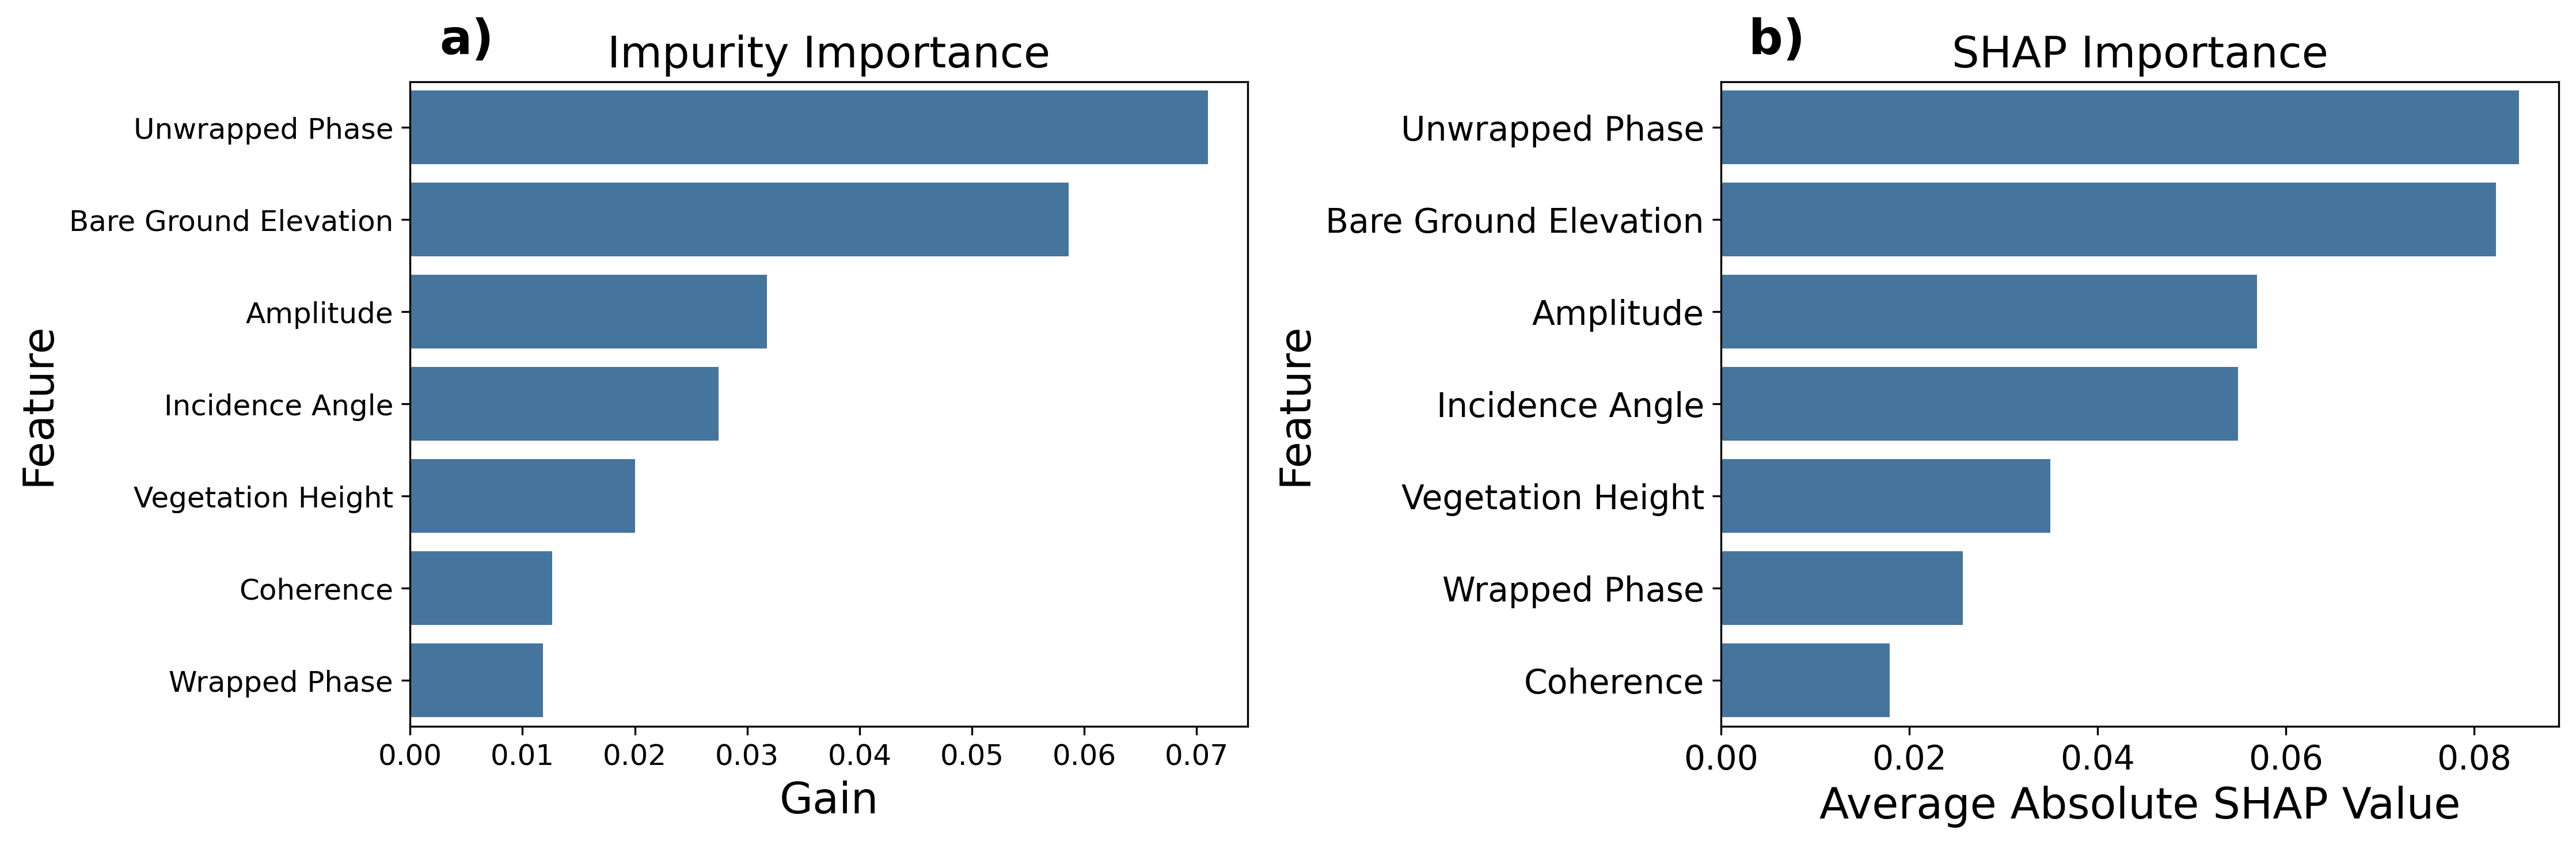 a)
Impurity Importance
Feature
Unwrapped Phase
Bare Ground Elevation
Amplitude
Incidence Angle
Vegetation Height
Coherence
Wrapped Phase
0.00 0.01 0.02 0.03 0.04 0.05 0.06 0.07
Gain
b)
SHAP Importance
Feature
Unwrapped Phase
Bare Ground Elevation
Amplitude
Incidence Angle
Vegetation Height
Wrapped Phase
Coherence
0.00 0.02 0.04 0.06 0.08
Average Absolute SHAP Value